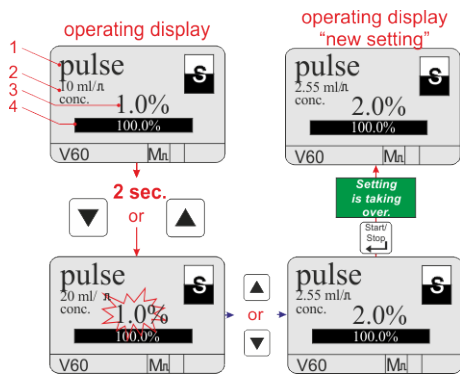 operating display
1
2
3
4
pulse
10 ml/⎍
conc.
1.0%
100.0%
V60
M⎍
S
2 sec.
or
pulse
20 ml/ ⎍
conc.
1.0%
100.0%
V60
M⎍
S
or
pulse
2.55 ml/⎍
conc.
2.0%
100.0%
V60
M⎍
S
Start/
Stop
Setting
is taking
over.
operating display
“new setting”
pulse
2.55 ml/⎍
conc.
2.0%
100.0%
V60
M⎍
S